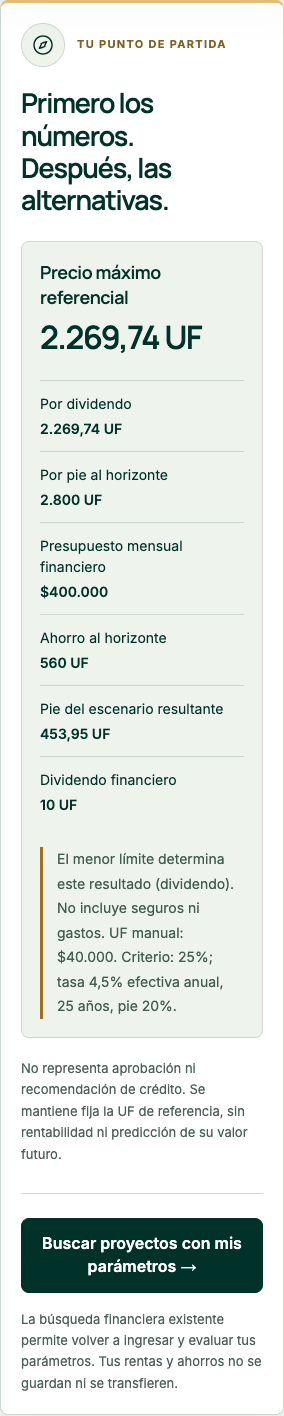 TU PUNTO DE PARTIDA
Primero los
números.
Después, las
alternativas.
Precio máximo
referencial
2.269,74 UF
Por dividendo
2.269,74 UF
Por pie al horizonte
2.800 UF
Presupuesto mensual
financiero
$400.000
Ahorro al horizonte
560 UF
Pie del escenario resultante
453,95 UF
Dividendo financiero
10 UF
El menor límite determina
este resultado (dividendo).
No incluye seguros ni
gastos. UF manual:
$40.000. Criterio: 25%;
tasa 4,5% efectiva anual,
25 años, pie 20%.
No representa aprobación ni
recomendación de crédito. Se
mantiene fija la UF de referencia, sin
rentabilidad ni predicción de su valor
futuro.
Buscar proyectos con mis
parámetros →
La búsqueda financiera existente
permite volver a ingresar y evaluar tus
parámetros. Tus rentas y ahorros no se
guardan ni se transfieren.